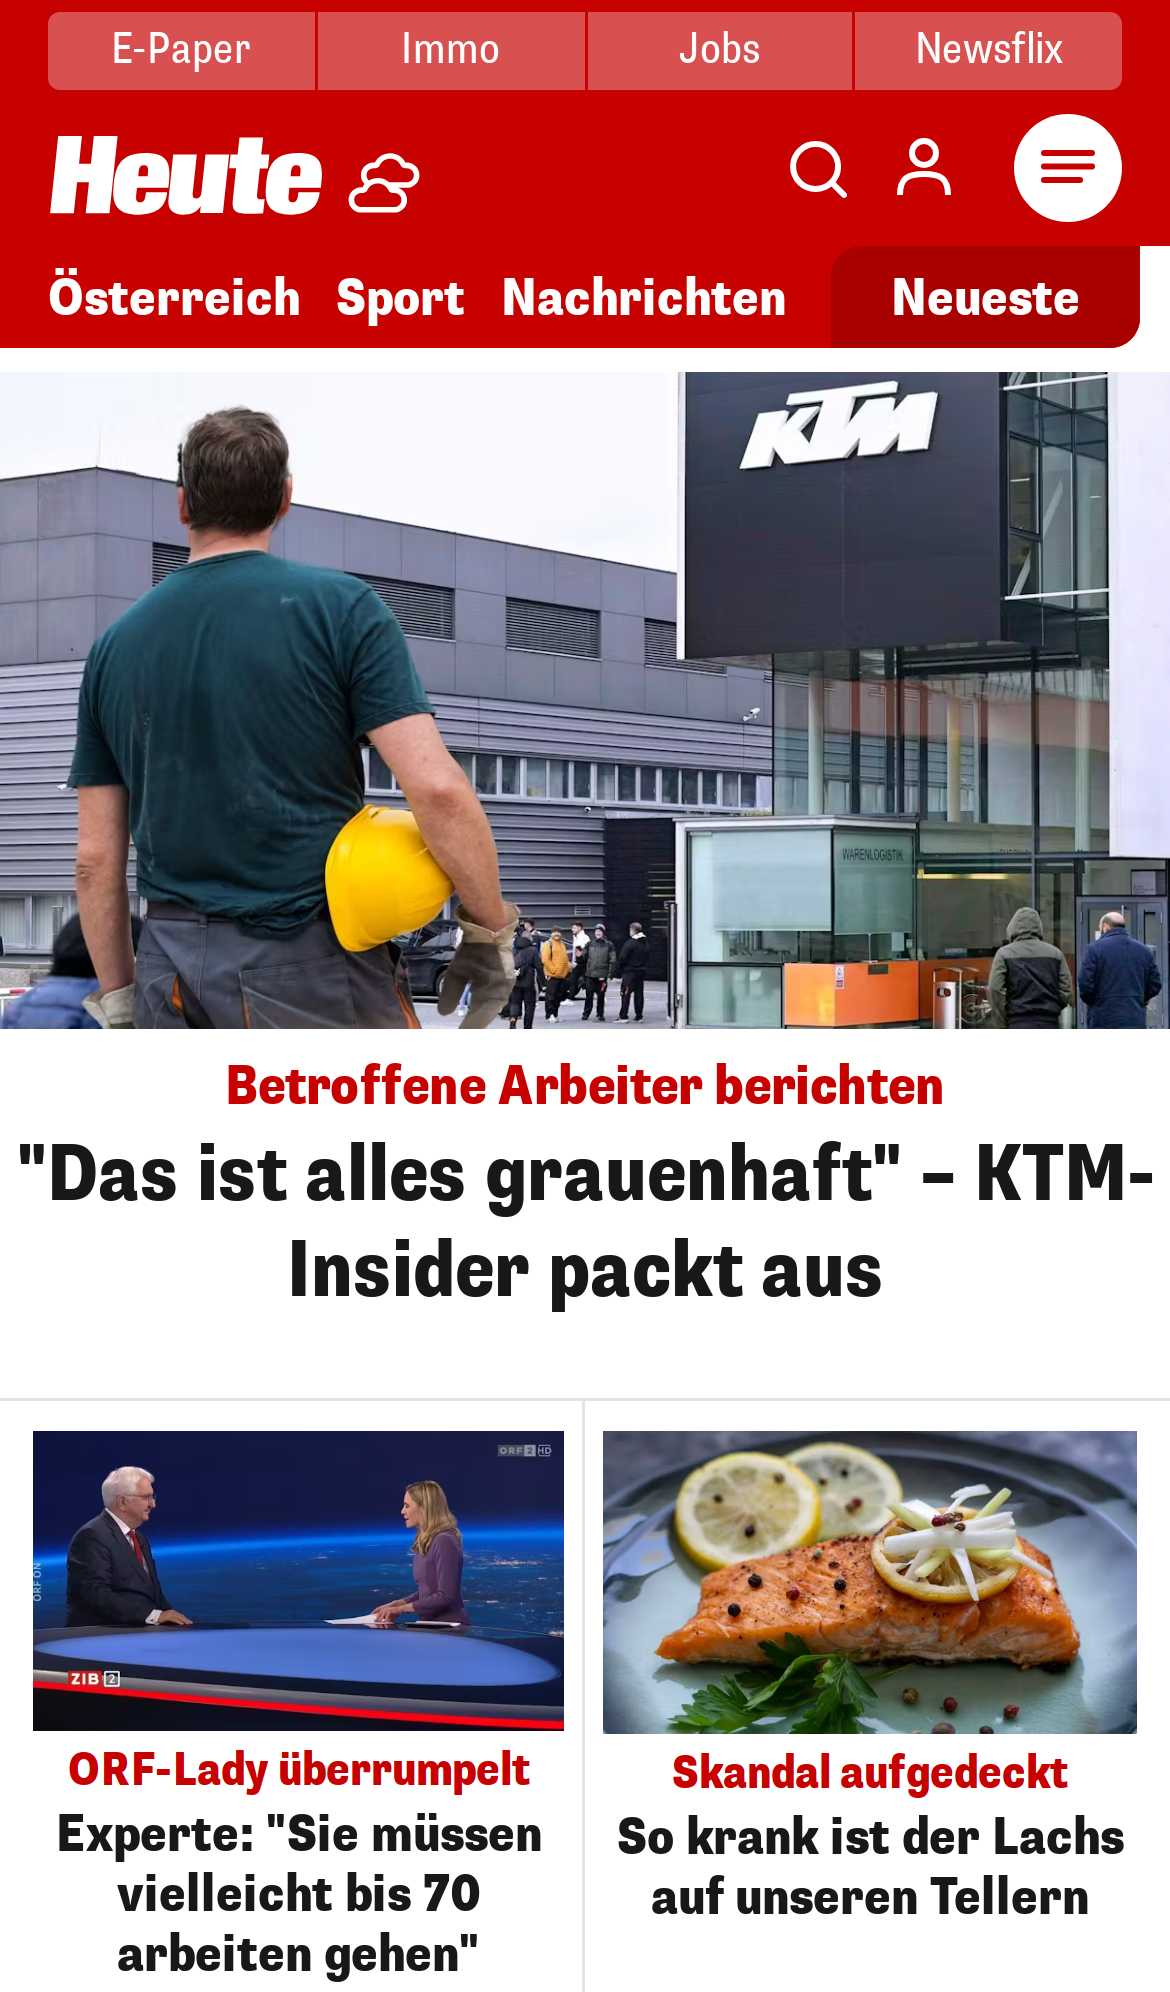 E-Paper
Immo
Jobs
Newsflix
Heute
Österreich
Sport
Nachrichten
Neueste
KTM
WARENLOGISTIK
Betroffene Arbeiter berichten
"Das ist alles grauenhaft" – KTM-
Insider packt aus
ORF 2 HD
ORF ON
ZIB 2
ORF-Lady überrumpelt
Experte: "Sie müssen
vielleicht bis 70
arbeiten gehen"
Skandal aufgedeckt
So krank ist der Lachs
auf unseren Tellern